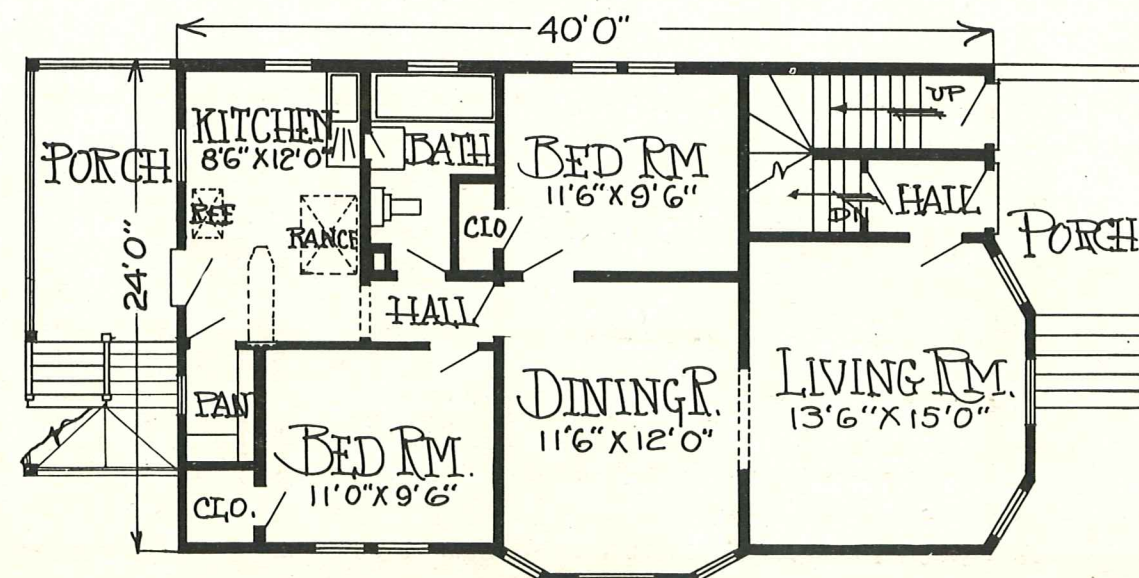 40'0"
KITCHEN
8'6"X12'0"
BATH
BED RM
11'6"X9'6"
UP
PORCH
REF
RANGE
CLO
DN
HALL
PORCH
24'0"
HALL
PAN
DINING R.
11'6"X12'0"
LIVING RM.
13'6"X15'0"
BED RM.
11'0"X9'6"
CLO.